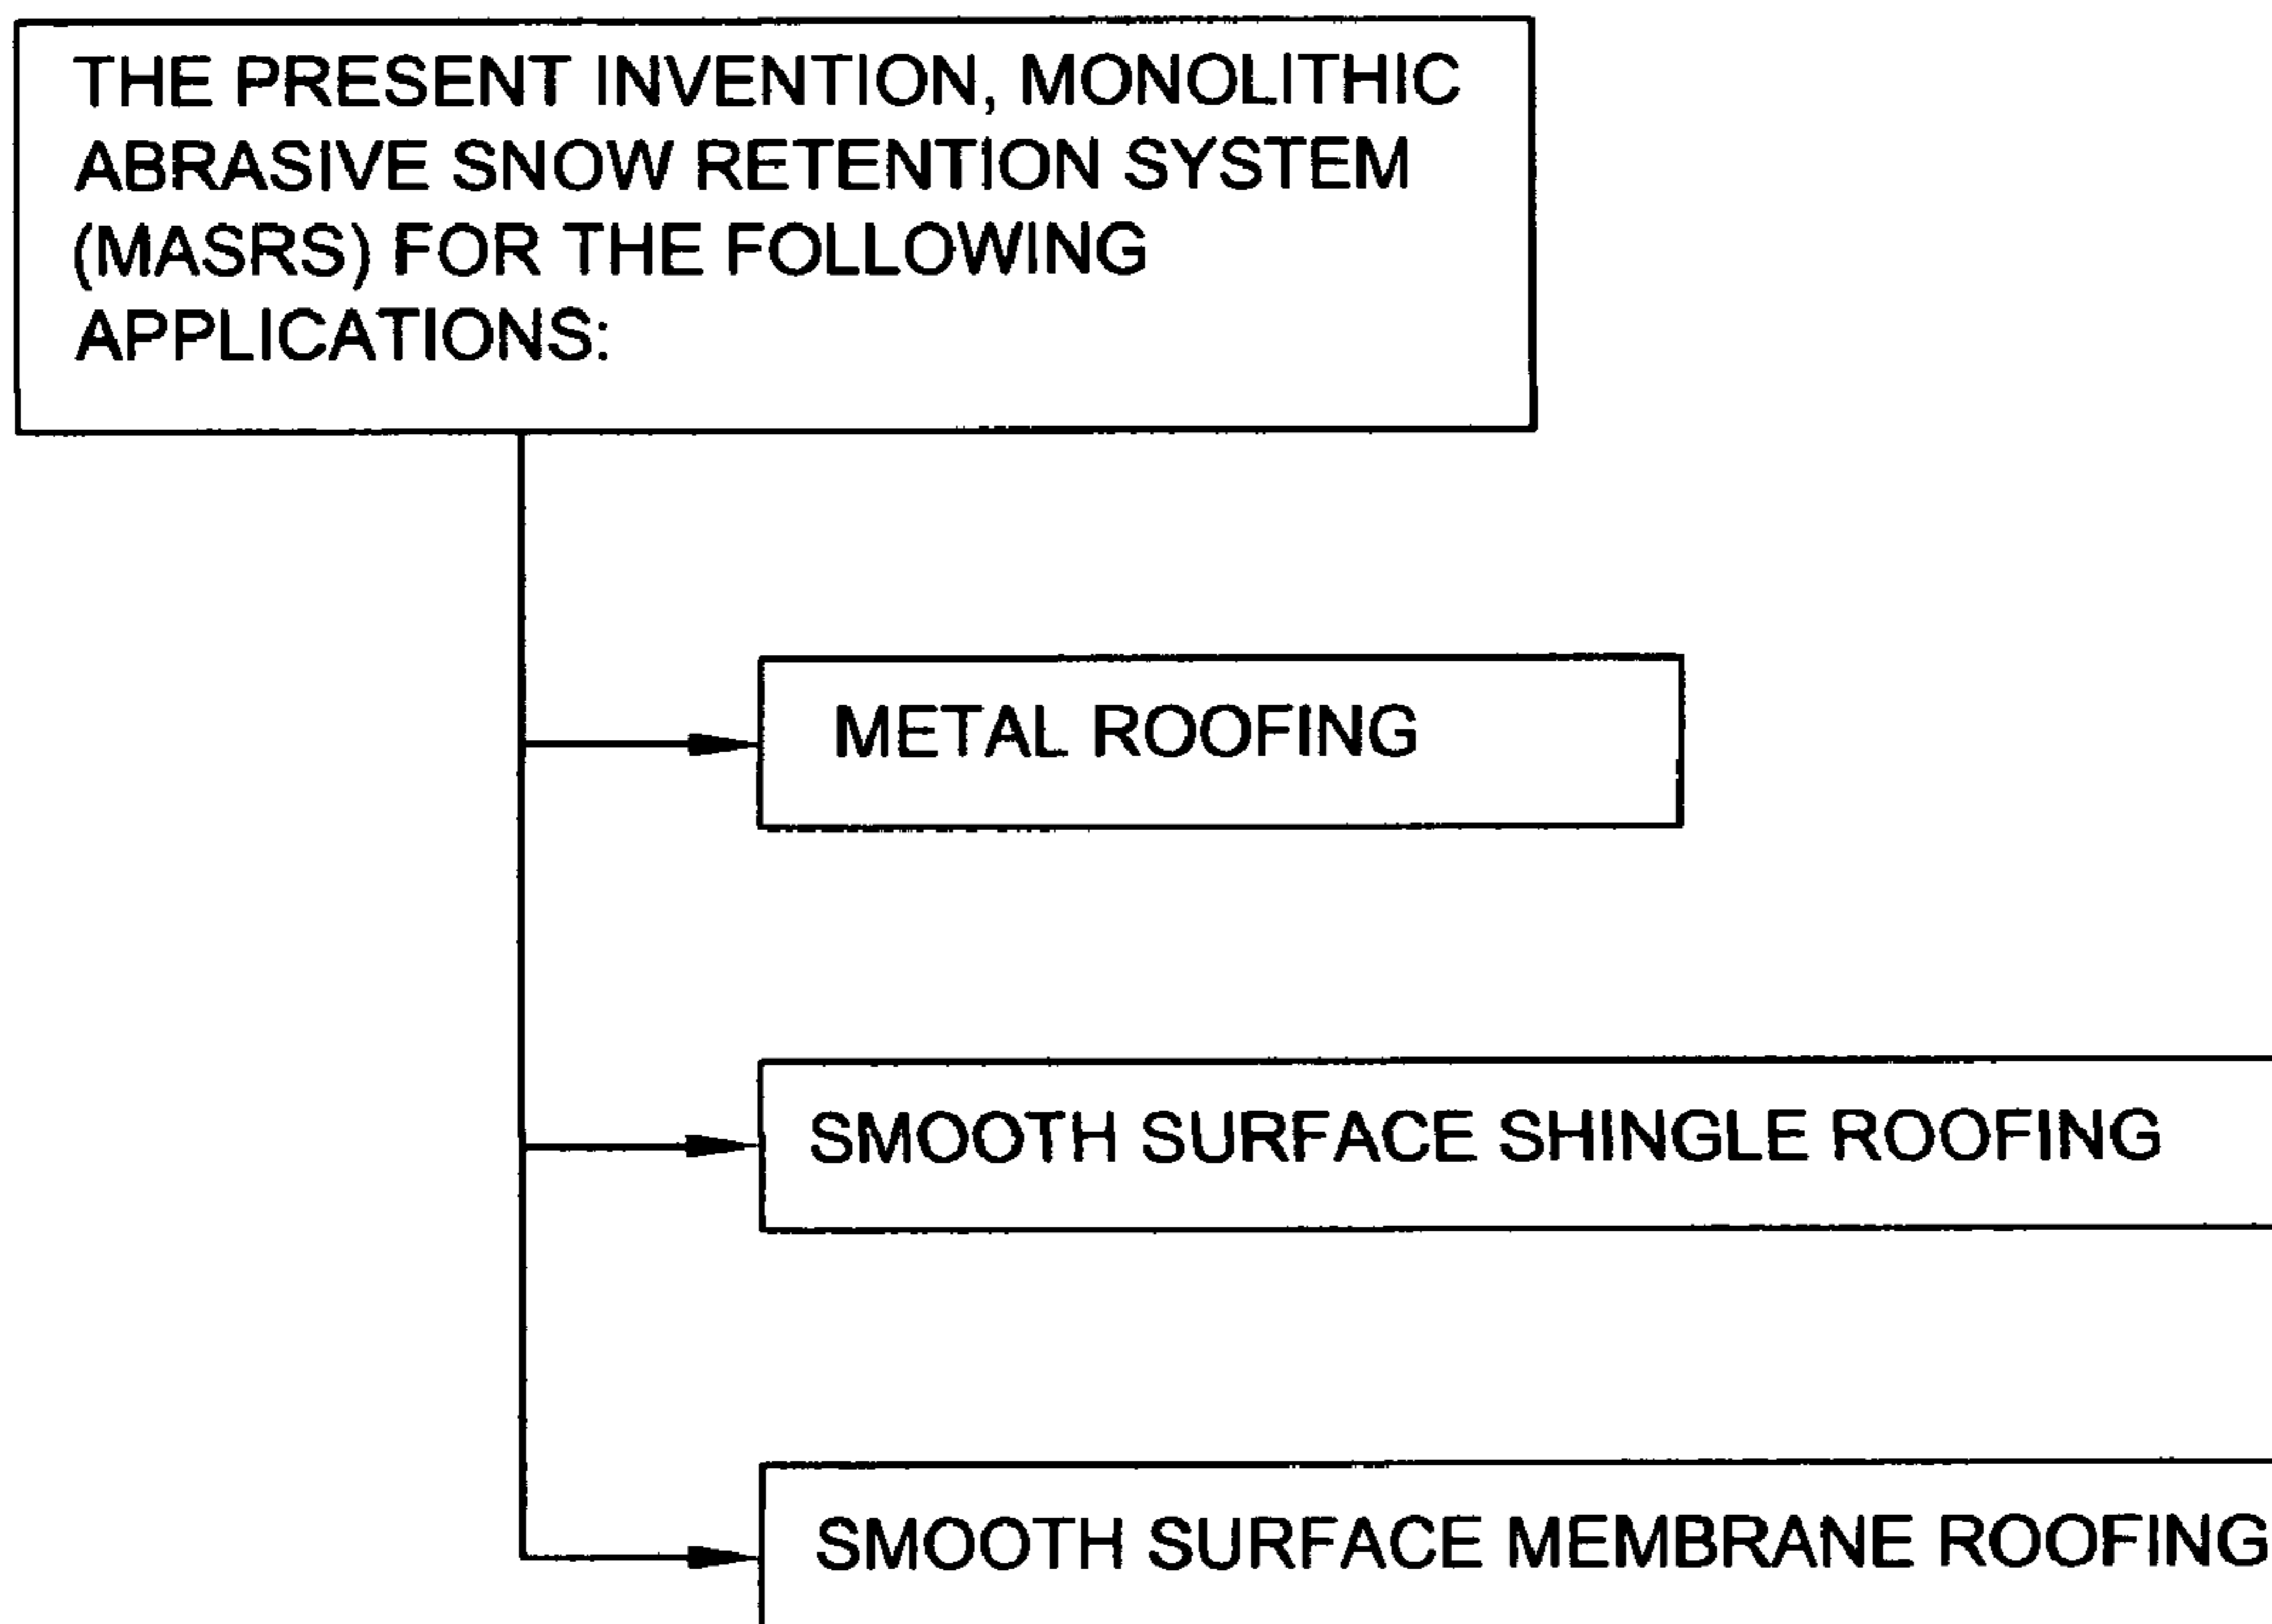 THE PRESENT INVENTION, MONOLITHIC
ABRASIVE SNOW RETENTION SYSTEM
(MASRS) FOR THE FOLLOWING
APPLICATIONS:
METAL ROOFING
SMOOTH SURFACE SHINGLE ROOFING
SMOOTH SURFACE MEMBRANE ROOFING